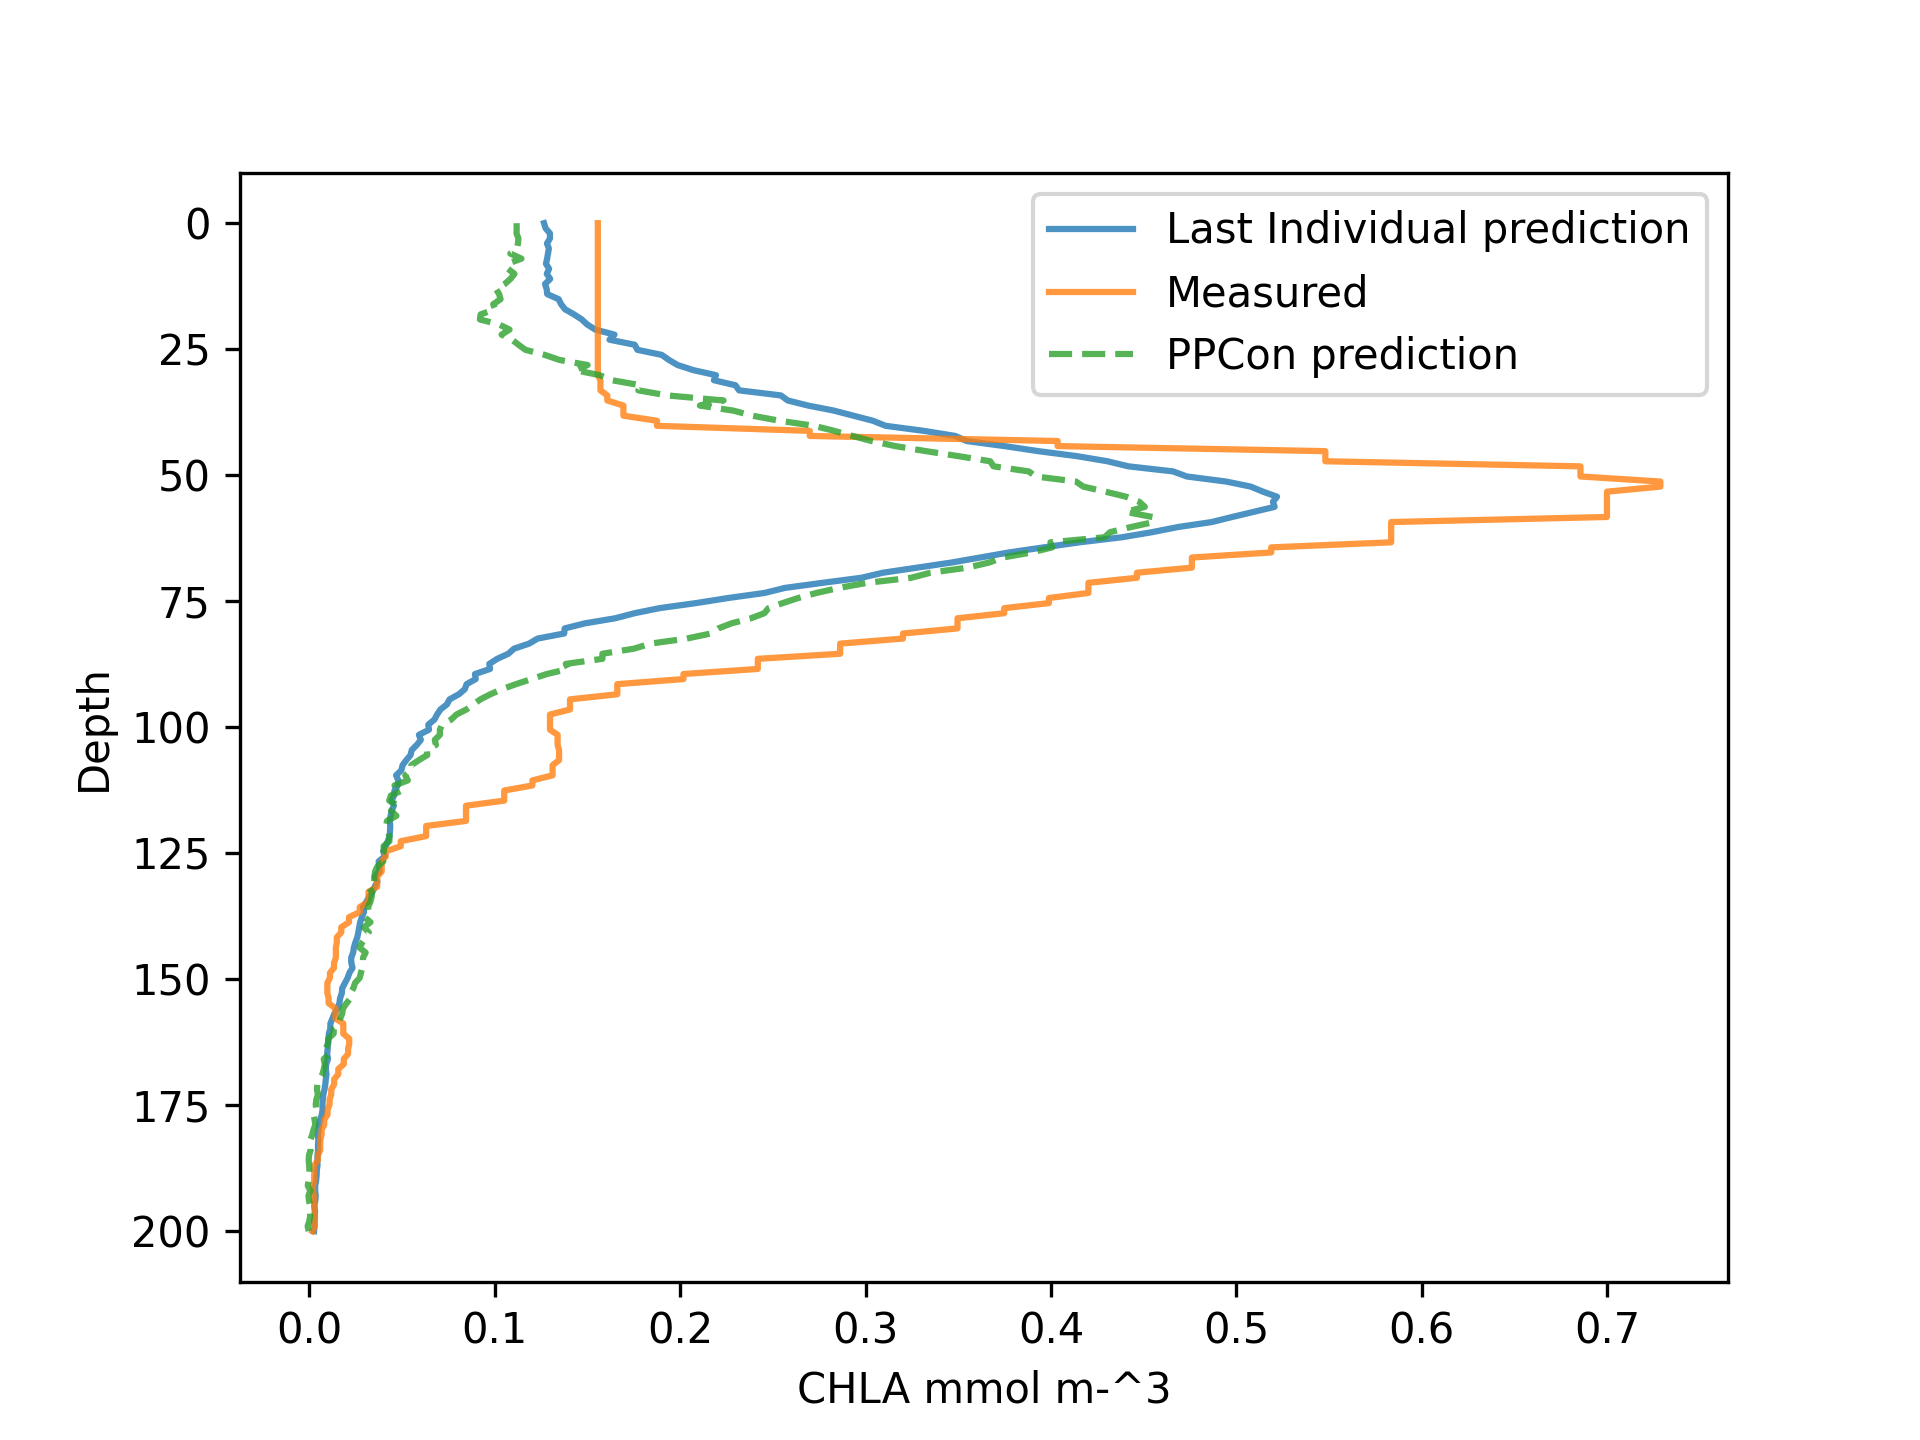 Last Individual prediction
Measured
PPCon prediction
0
25
50
75
100
125
150
175
200
Depth
0.0 0.1 0.2 0.3 0.4 0.5 0.6 0.7
CHLA mmol m-^3